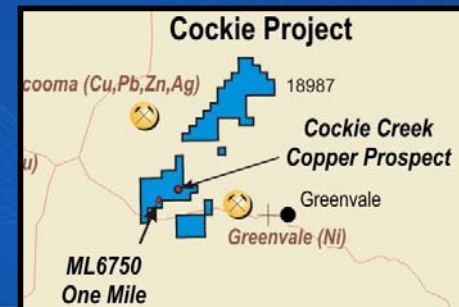 Cockie Project
cooma (Cu,Pb,Zn,Ag)
18987
Cockie Creek
Copper Prospect
u)
Greenvale
Greenvale (Ni)
ML6750
One Mile